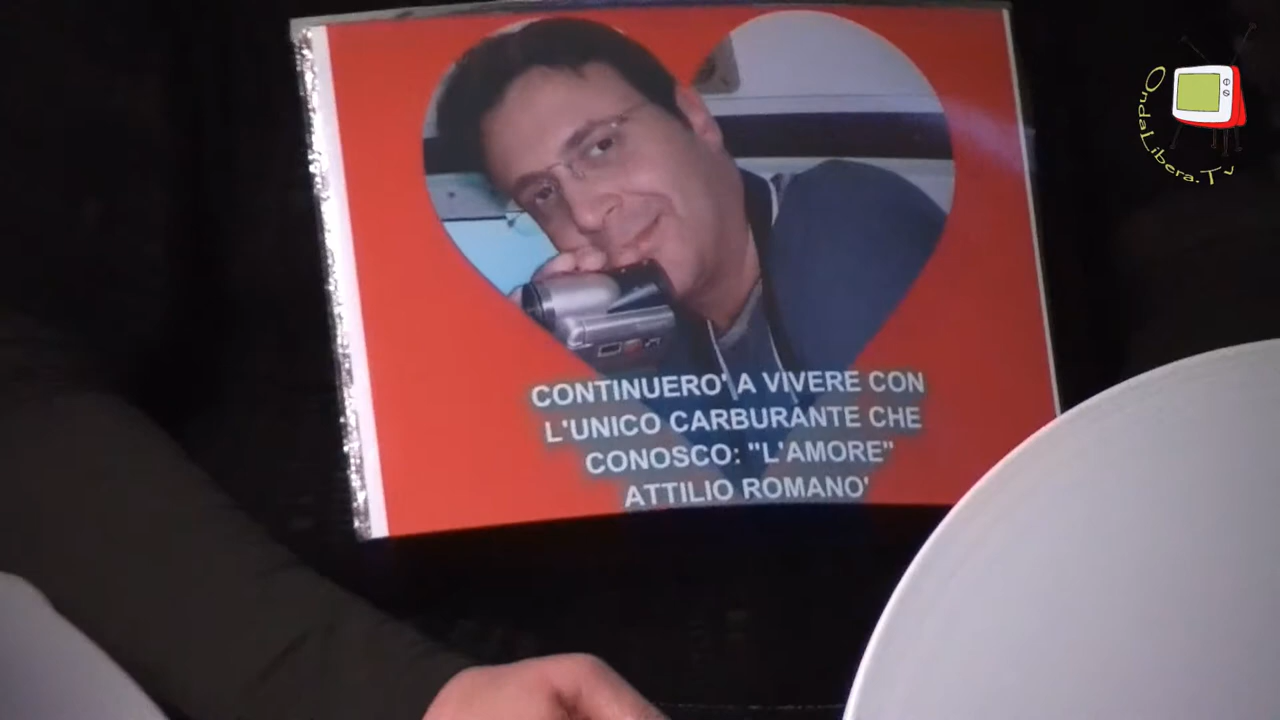 OndaLibera.Tv
CONTINUERO' A VIVERE CON
L'UNICO CARBURANTE CHE
CONOSCO: "L'AMORE"
ATTILIO ROMANO'